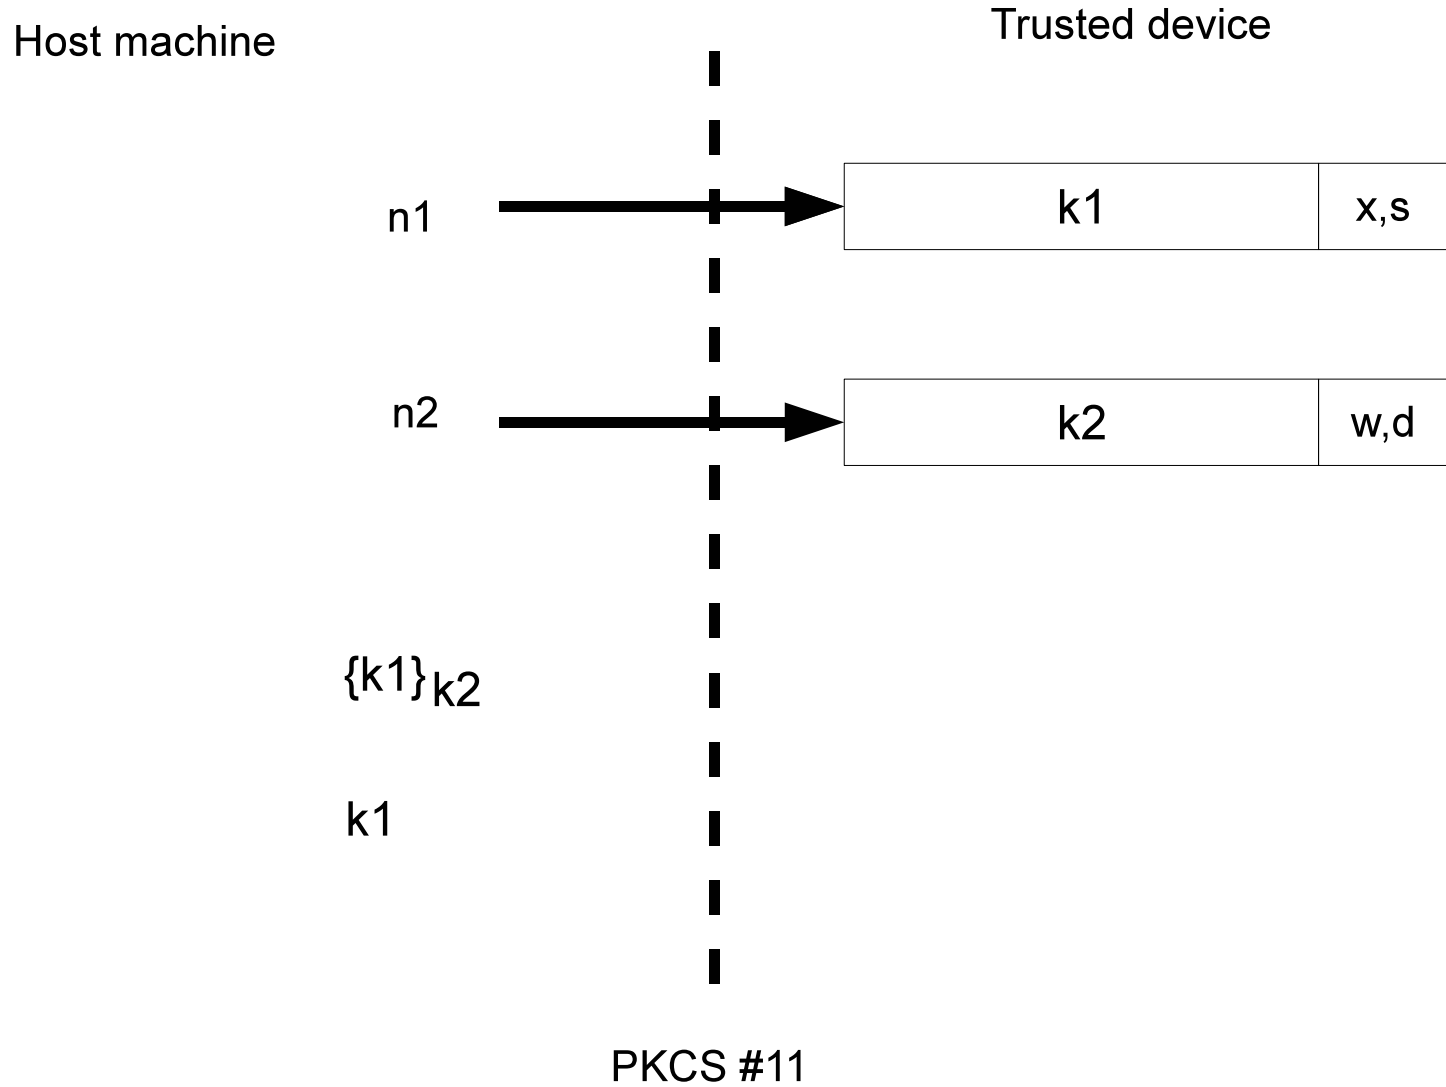 Host machine
Trusted device
n1
k1
x,s
n2
k2
w,d
{k1}k2
k1
PKCS #11